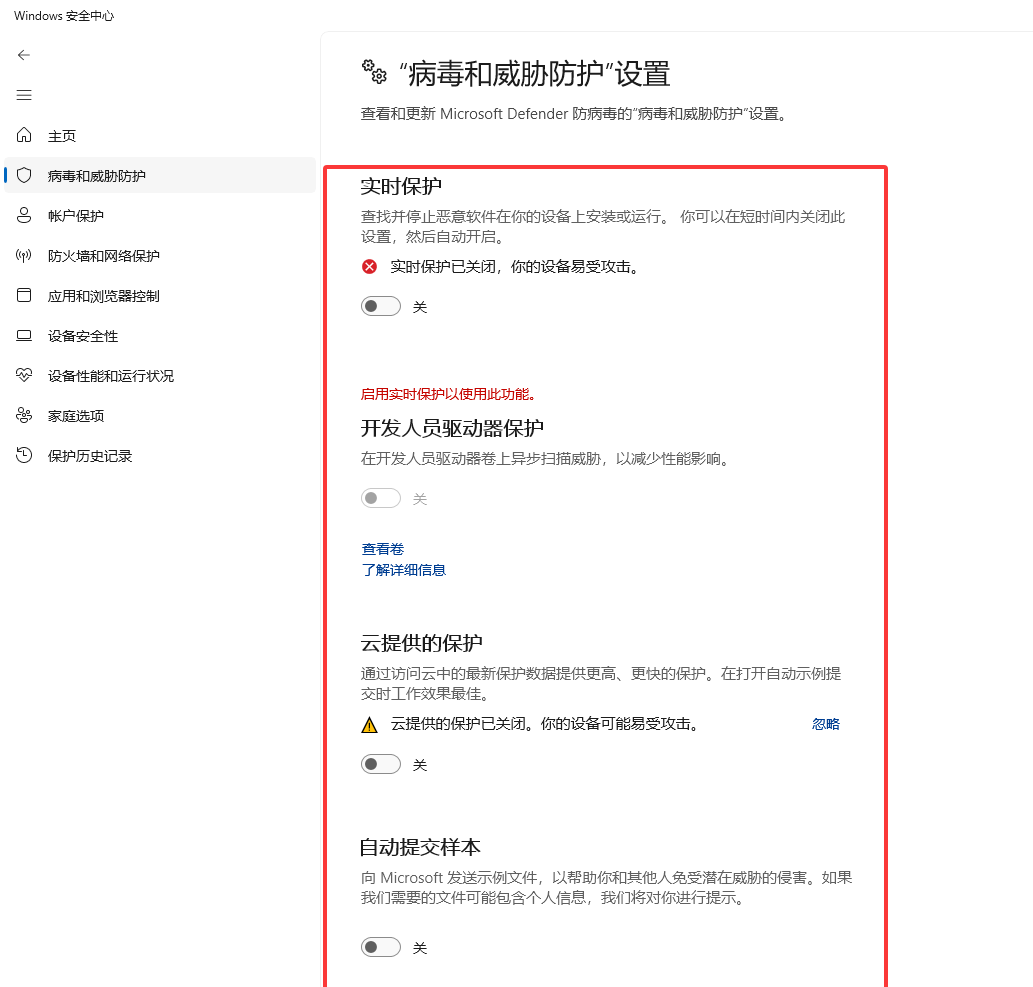 Windows 安全中心
主页
病毒和威胁防护
帐户保护
防火墙和网络保护
应用和浏览器控制
设备安全性
设备性能和运行状况
家庭选项
保护历史记录
“病毒和威胁防护”设置
查看和更新 Microsoft Defender 防病毒的“病毒和威胁防护”设置。
实时保护
查找并停止恶意软件在你的设备上安装或运行。 你可以在短时间内关闭此
设置，然后自动开启。
实时保护已关闭，你的设备易受攻击。
关
启用实时保护以使用此功能。
开发人员驱动器保护
在开发人员驱动器卷上异步扫描威胁，以减少性能影响。
关
查看卷
了解详细信息
云提供的保护
通过访问云中的最新保护数据提供更高、更快的保护。在打开自动示例提
交时工作效果最佳。
云提供的保护已关闭。你的设备可能易受攻击。 忽略
关
自动提交样本
向 Microsoft 发送示例文件，以帮助你和其他人免受潜在威胁的侵害。如果
我们需要的文件可能包含个人信息，我们将对你进行提示。
关